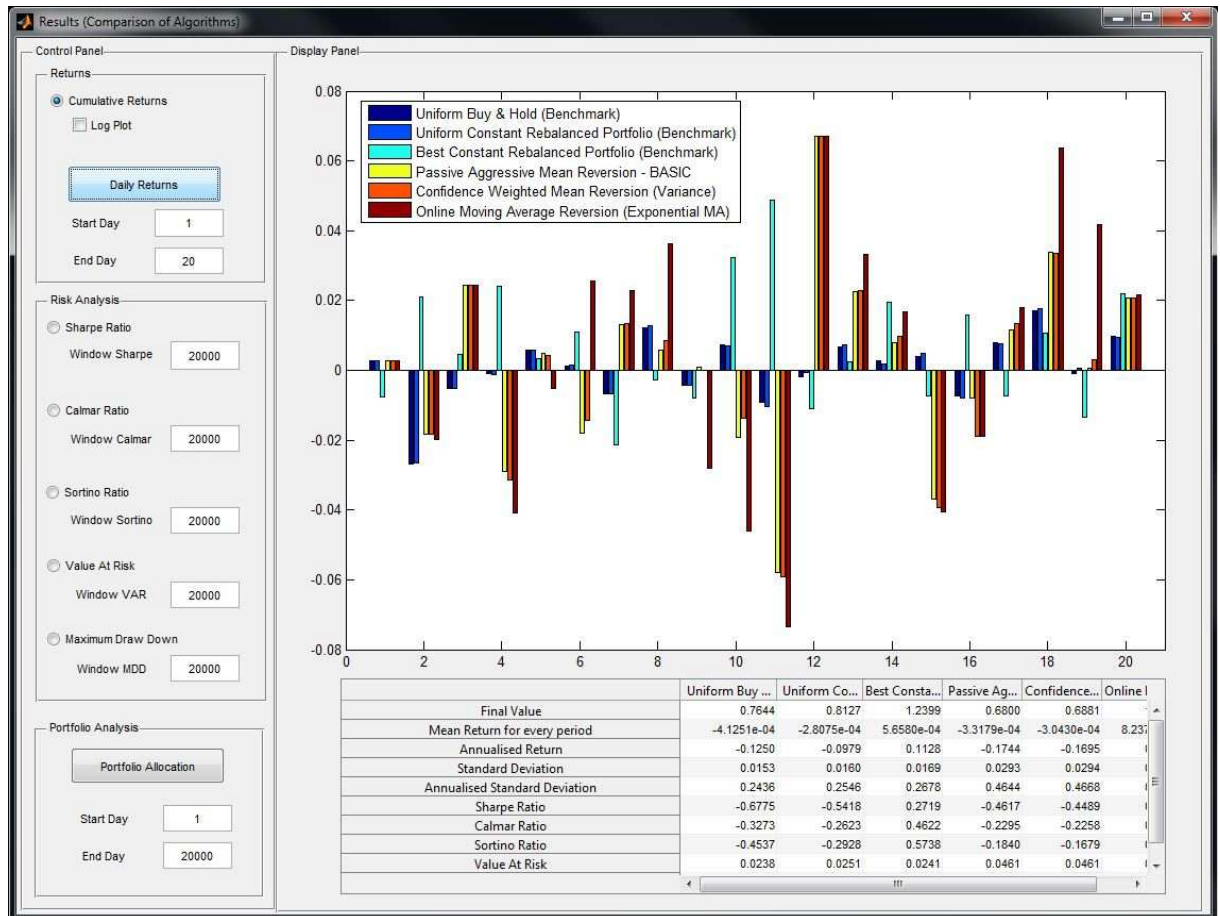 Results (Comparison of Algorithms)
Control Panel
Returns
Cumulative Returns
Log Plot
Daily Returns
Start Day 1
End Day 20
Risk Analysis
Sharpe Ratio
Window Sharpe 20000
Calmar Ratio
Window Calmar 20000
Sortino Ratio
Window Sortino 20000
Value At Risk
Window VAR 20000
Maximum Draw Down
Window MDD 20000
Portfolio Analysis
Portfolio Allocation
Start Day 1
End Day 20000
Display Panel
0.08
0.06
0.04
0.02
0
-0.02
-0.04
-0.06
-0.08
0 2 4 6 8 10 12 14 16 18 20
Uniform Buy & Hold (Benchmark)
Uniform Constant Rebalanced Portfolio (Benchmark)
Best Constant Rebalanced Portfolio (Benchmark)
Passive Aggressive Mean Reversion - BASIC
Confidence Weighted Mean Reversion (Variance)
Online Moving Average Reversion (Exponential MA)
Uniform Buy ... Uniform Co... Best Consta... Passive Ag... Confidence... Online
Final Value 0.7644 0.8127 1.2399 0.6800 0.6881
Mean Return for every period -4.1251e-04 -2.8075e-04 5.6580e-04 -3.3179e-04 -3.0430e-04 8.237
Annualised Return -0.1250 -0.0979 0.1128 -0.1744 -0.1695
Standard Deviation 0.0153 0.0160 0.0169 0.0293 0.0294
Annualised Standard Deviation 0.2436 0.2546 0.2678 0.4644 0.4668
Sharpe Ratio -0.6775 -0.5418 0.2719 -0.4617 -0.4489
Calmar Ratio -0.3273 -0.2623 0.4622 -0.2295 -0.2258
Sortino Ratio -0.4537 -0.2928 0.5738 -0.1840 -0.1679
Value At Risk 0.0238 0.0251 0.0241 0.0461 0.0461